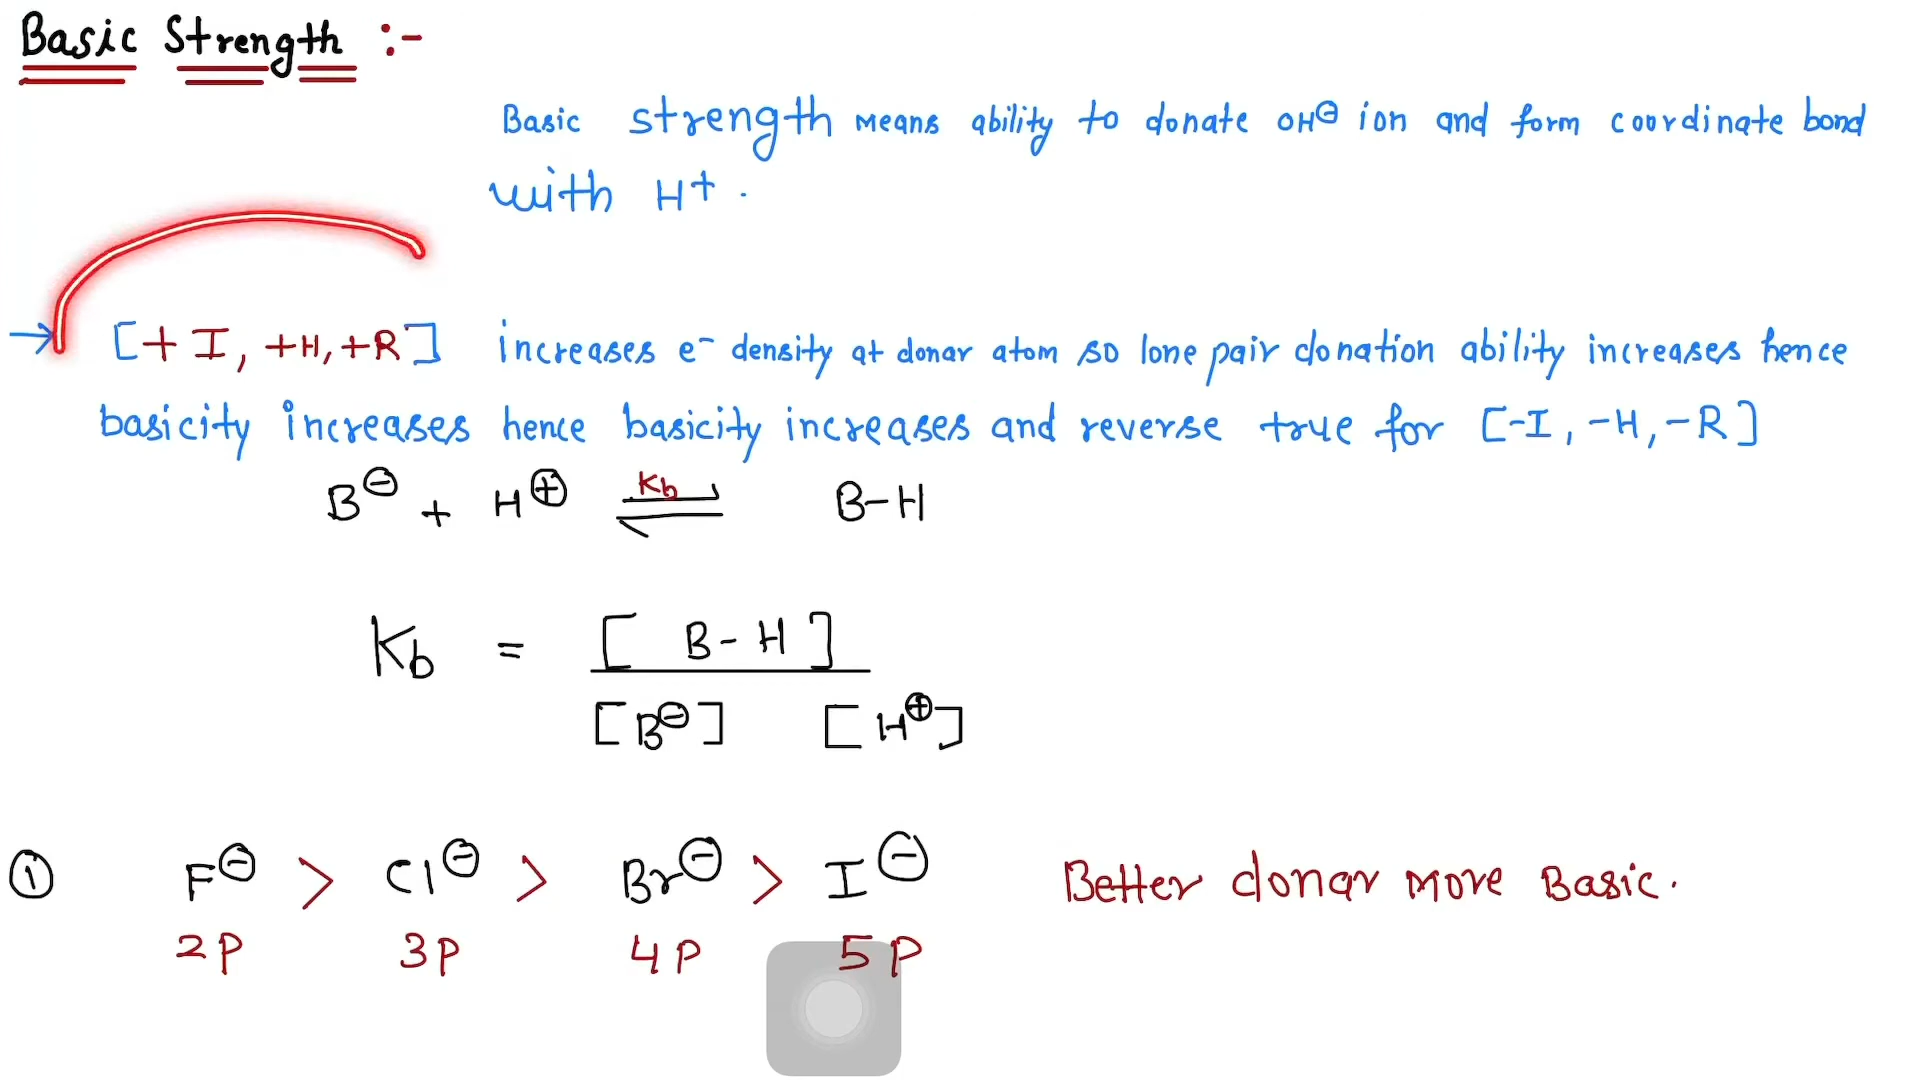 Basic Strength :-
Basic strength means ability to donate OH⊖ ion and form coordinate bond
with H+ .
→ [+I, +H, +R] increases e⁻ density at donar atom so lone pair donation ability increases hence
basicity increases hence basicity increases and reverse true for [-I, -H, -R]
B⊖ + H⊕ ⇌ B-H
Kb
Kb = [ B-H ]
[B⊖] [H⊕]
① F⊖ > Cl⊖ > Br⊖ > I⊖ Better donar more Basic.
2P 3P 4P 5P